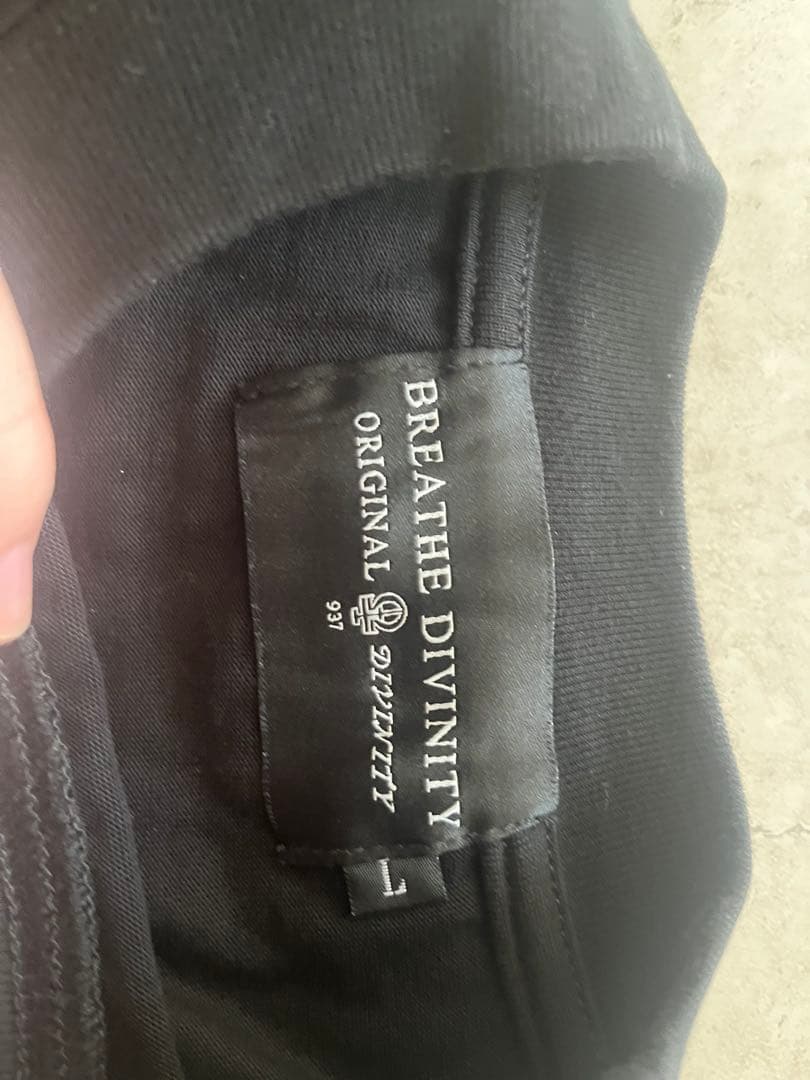 BREATHE DIVINITY
ORIGINAL DIVINITY
937
L